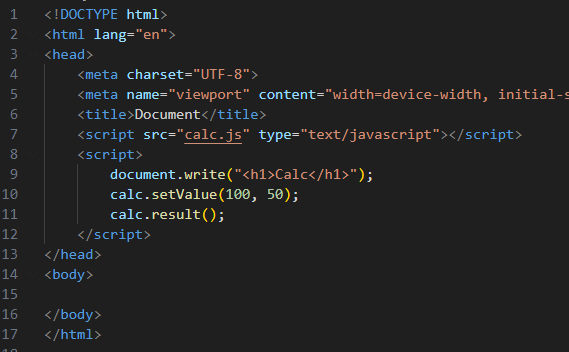 1 <!DOCTYPE html>
2 <html lang="en">
3 <head>
4 <meta charset="UTF-8">
5 <meta name="viewport" content="width=device-width, initial-s
6 <title>Document</title>
7 <script src="calc.js" type="text/javascript"></script>
8 <script>
9 document.write("<h1>Calc</h1>");
10 calc.setValue(100, 50);
11 calc.result();
12 </script>
13 </head>
14 <body>
15
16 </body>
17 </html>